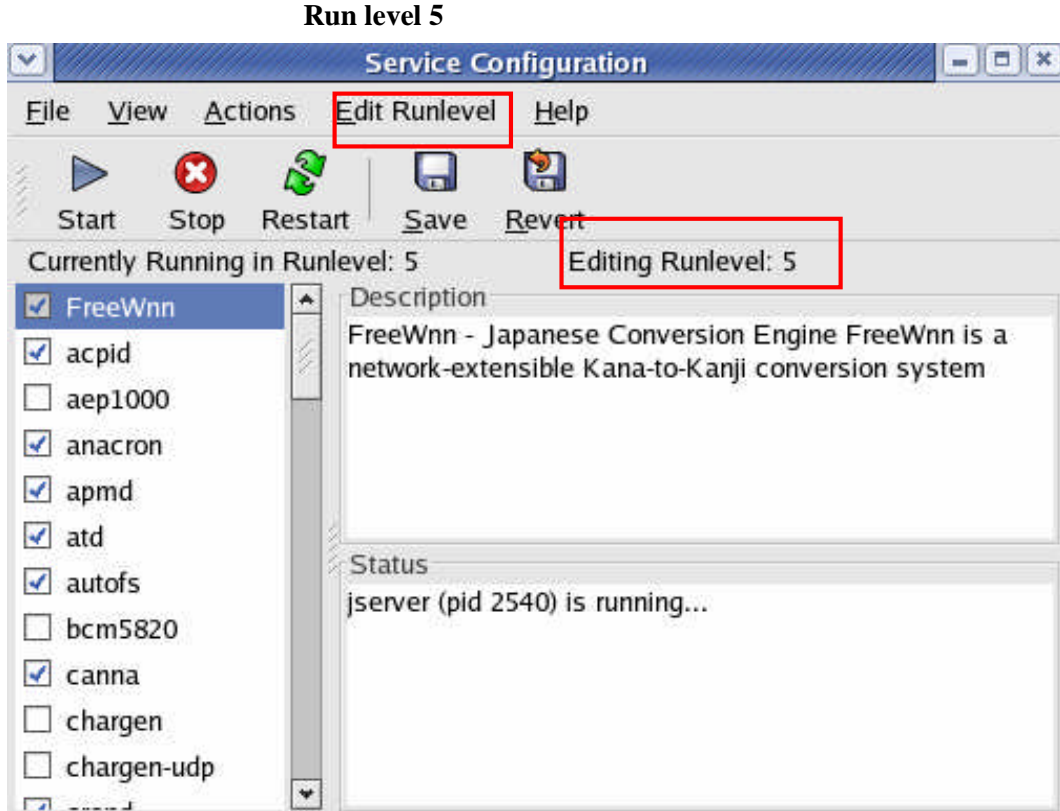 Run level 5
Service Configuration
File View Actions Edit Runlevel Help
Start Stop Restart Save Revert
Currently Running in Runlevel: 5 Editing Runlevel: 5
FreeWnn
acpid
aep1000
anacron
apmd
atd
autofs
bcm5820
canna
chargen
chargen-udp
Description
FreeWnn - Japanese Conversion Engine FreeWnn is a
network-extensible Kana-to-Kanji conversion system
Status
jserver (pid 2540) is running...